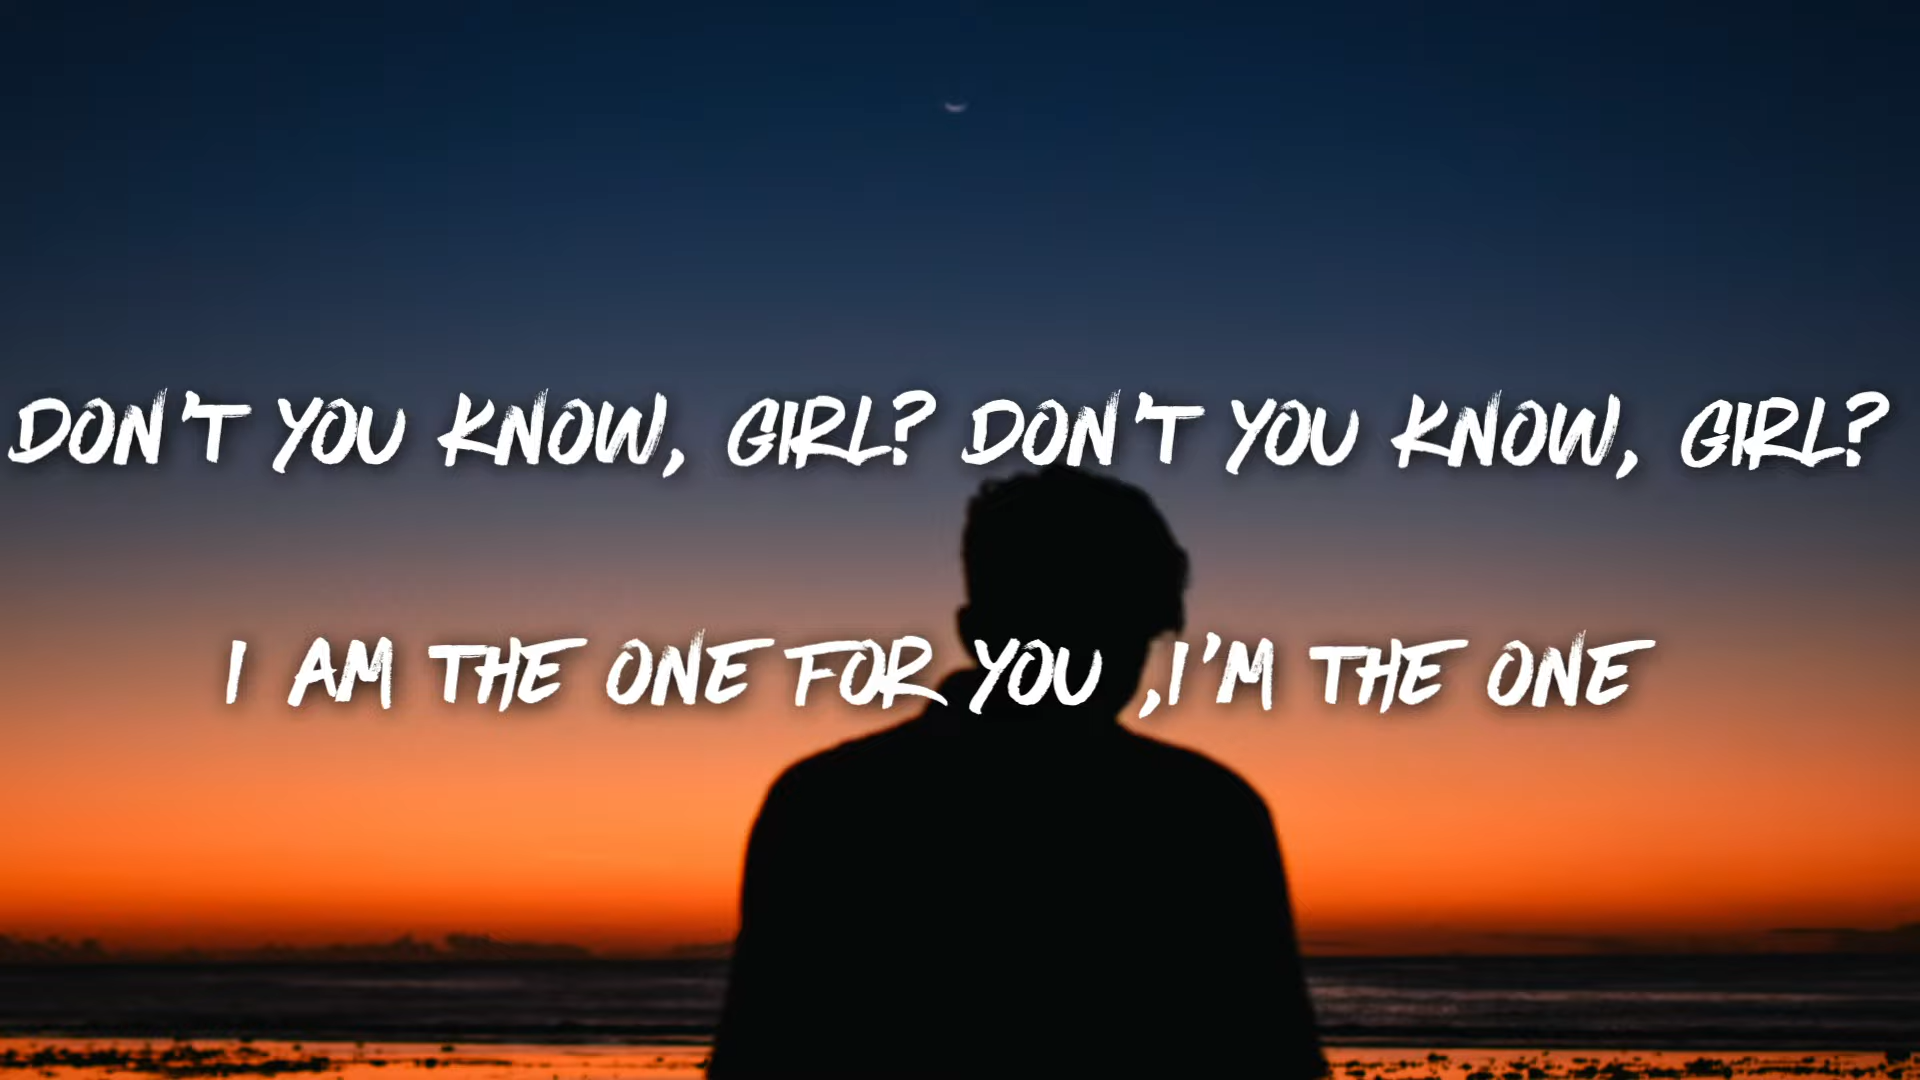 DON'T YOU KNOW, GIRL? DON'T YOU KNOW, GIRL?
I AM THE ONE FOR YOU ,I'M THE ONE